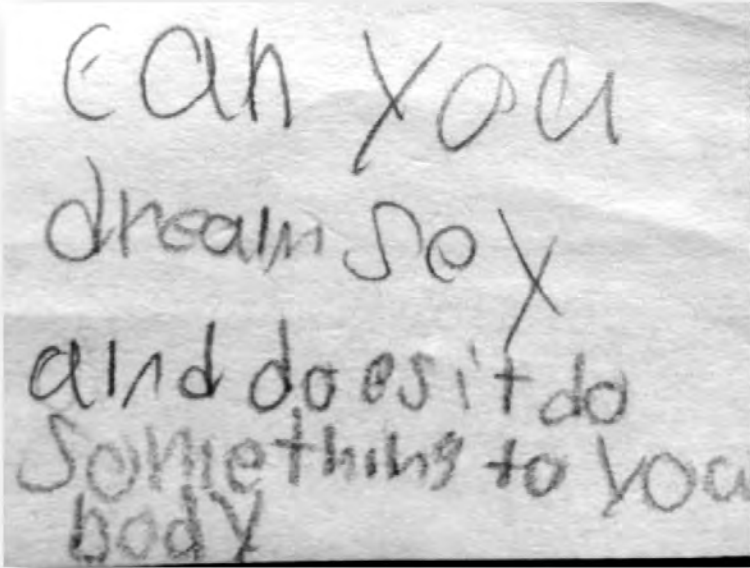 can you
dream sex
and does it do
something to you
body